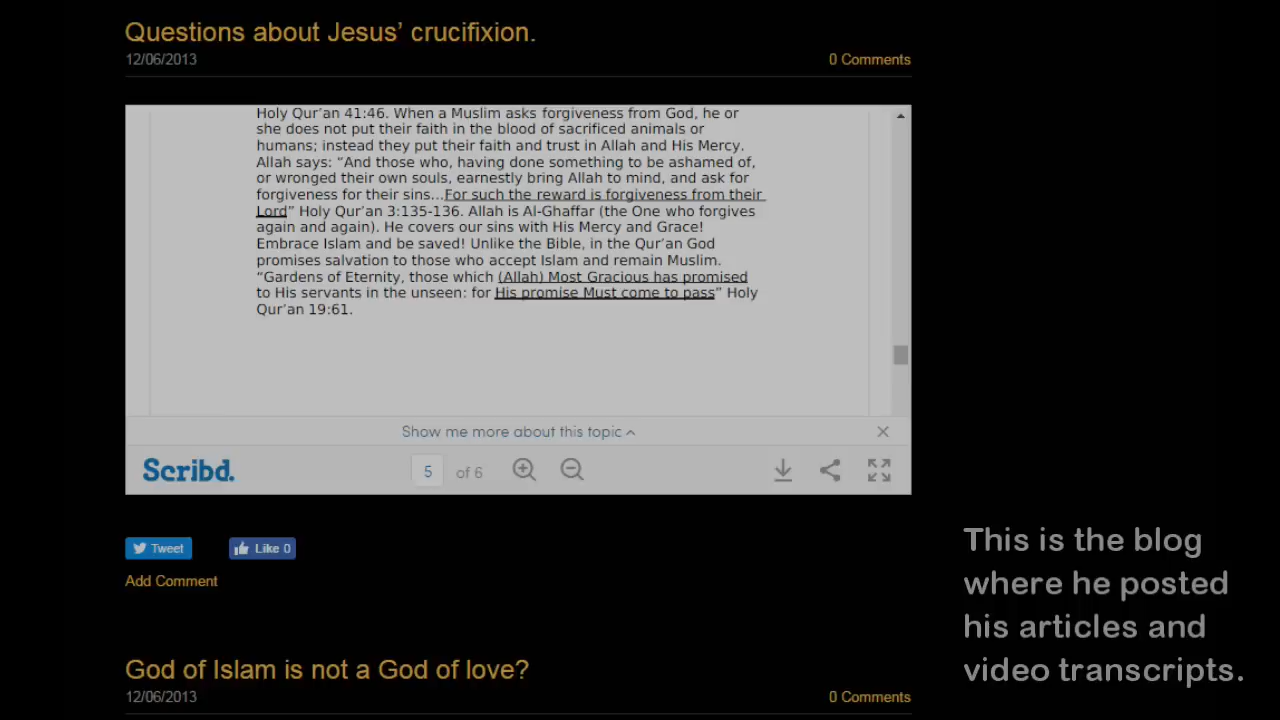 Questions about Jesus’ crucifixion.
12/06/2013
0 Comments
Holy Qur’an 41:46. When a Muslim asks forgiveness from God, he or
she does not put their faith in the blood of sacrificed animals or
humans; instead they put their faith and trust in Allah and His Mercy.
Allah says: “And those who, having done something to be ashamed of,
or wronged their own souls, earnestly bring Allah to mind, and ask for
forgiveness for their sins…For such the reward is forgiveness from their
Lord” Holy Qur’an 3:135-136. Allah is Al-Ghaffar (the One who forgives
again and again). He covers our sins with His Mercy and Grace!
Embrace Islam and be saved! Unlike the Bible, in the Qur’an God
promises salvation to those who accept Islam and remain Muslim.
“Gardens of Eternity, those which (Allah) Most Gracious has promised
to His servants in the unseen: for His promise Must come to pass” Holy
Qur’an 19:61.
Show me more about this topic
Scribd.
5 of 6
Tweet
Like 0
Add Comment
This is the blog
where he posted
his articles and
video transcripts.
God of Islam is not a God of love?
12/06/2013
0 Comments